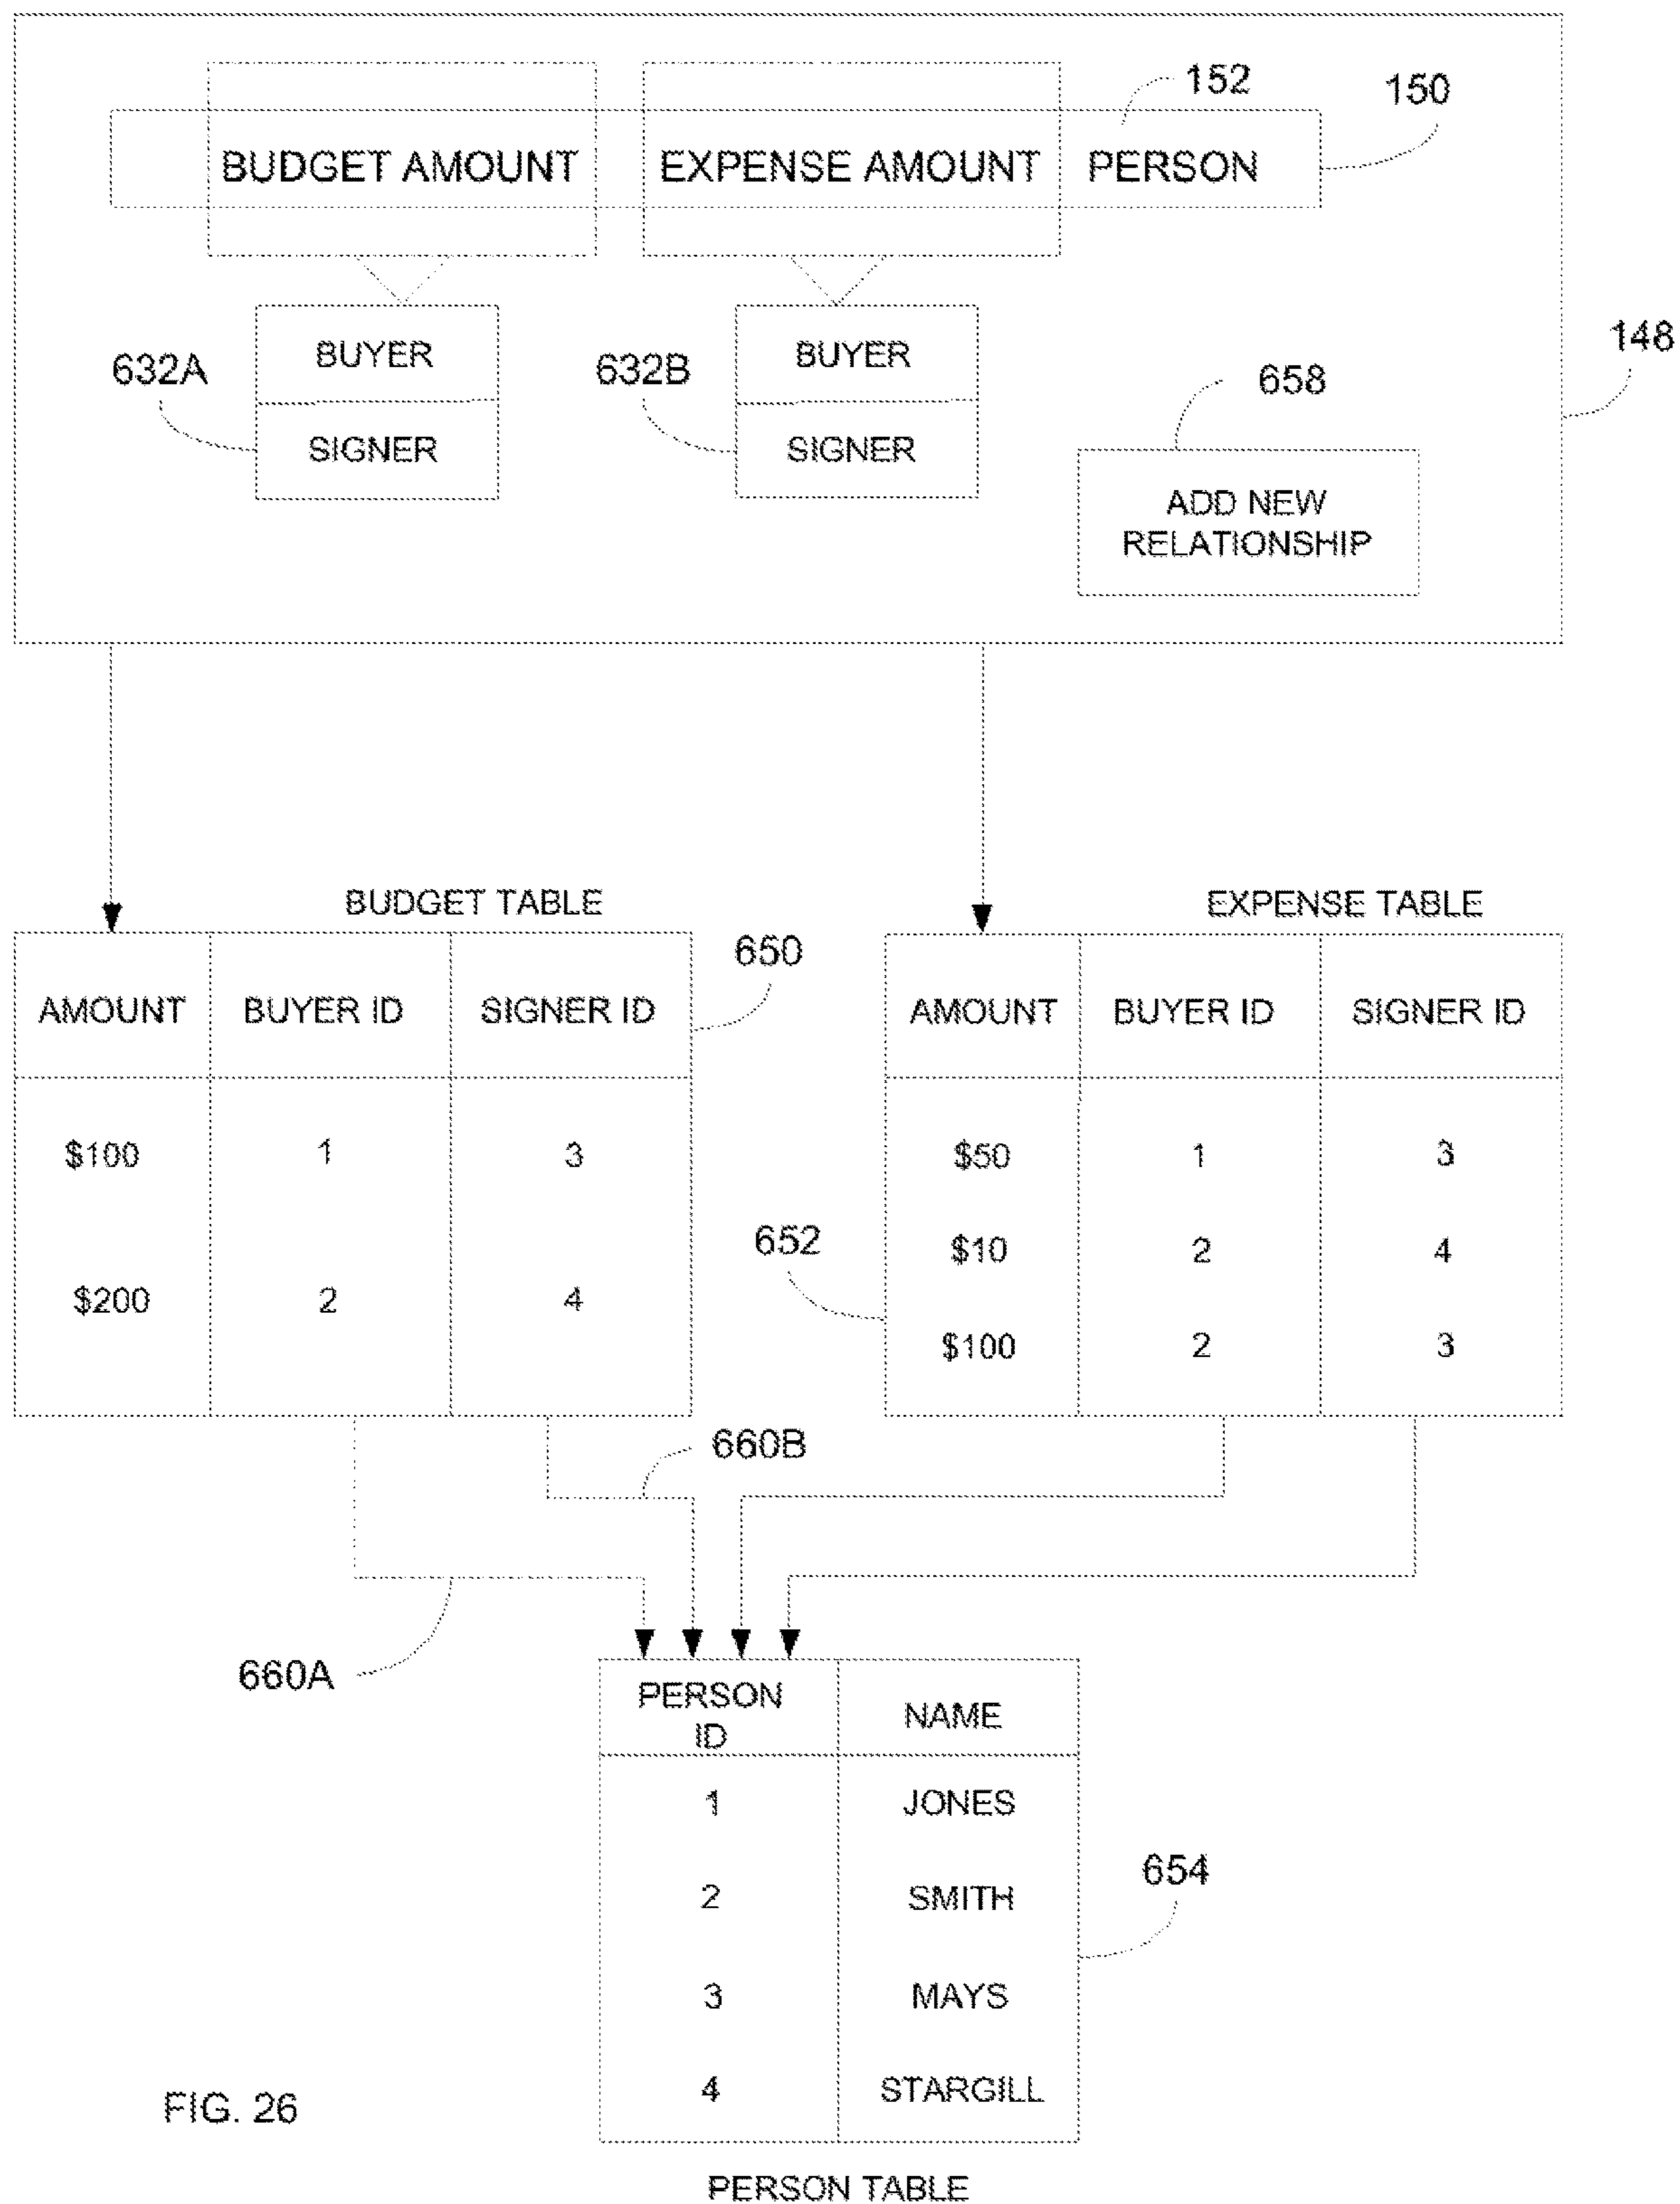 152
150
BUDGET AMOUNT EXPENSE AMOUNT PERSON
632A
BUYER
SIGNER
632B
BUYER
SIGNER
148
658
ADD NEW
RELATIONSHIP
BUDGET TABLE
650
AMOUNT BUYER ID SIGNER ID
$100 1 3
$200 2 4
EXPENSE TABLE
652
AMOUNT BUYER ID SIGNER ID
$50 1 3
$10 2 4
$100 2 3
660B
660A
PERSON
ID
NAME
1 JONES
2 SMITH
3 MAYS
4 STARGILL
654
PERSON TABLE
FIG. 26